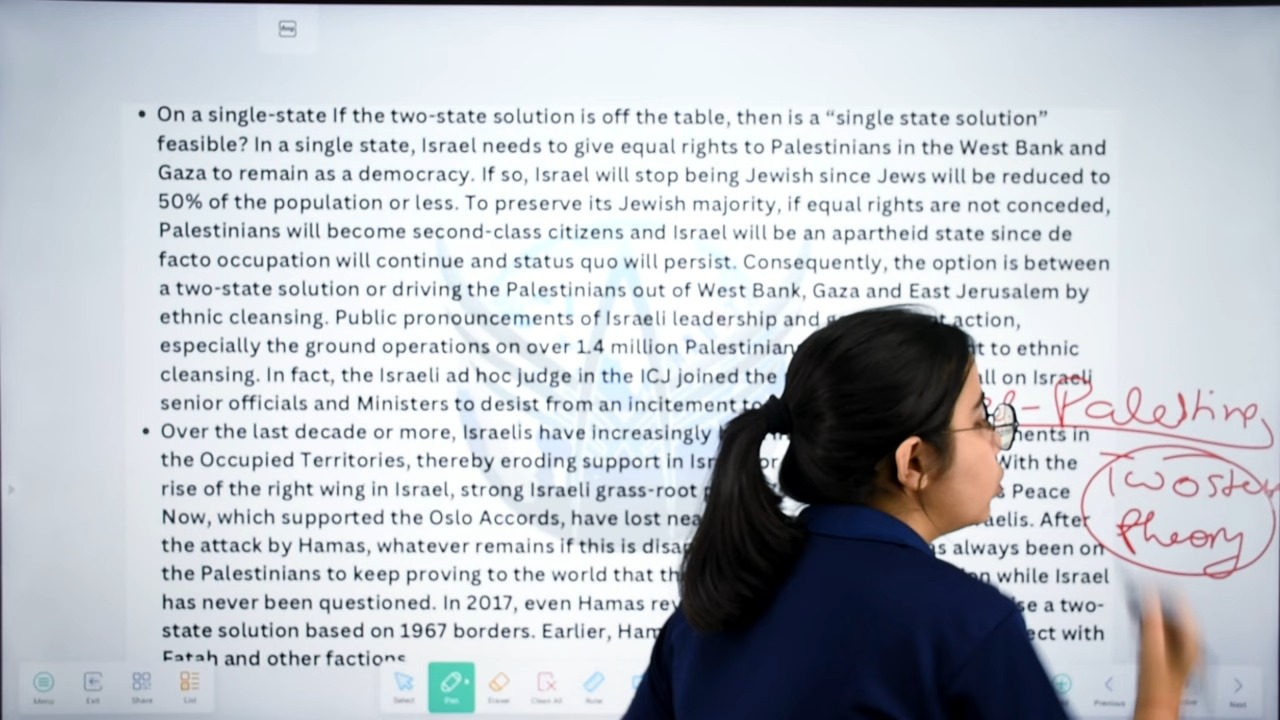 • On a single-state If the two-state solution is off the table, then is a “single state solution”
feasible? In a single state, Israel needs to give equal rights to Palestinians in the West Bank and
Gaza to remain as a democracy. If so, Israel will stop being Jewish since Jews will be reduced to
50% of the population or less. To preserve its Jewish majority, if equal rights are not conceded,
Palestinians will become second-class citizens and Israel will be an apartheid state since de
facto occupation will continue and status quo will persist. Consequently, the option is between
a two-state solution or driving the Palestinians out of West Bank, Gaza and East Jerusalem by
ethnic cleansing. Public pronouncements of Israeli leadership and action,
especially the ground operations on over 1.4 million to ethnic
cleansing. In fact, the Israeli ad hoc judge in the ICJ joined the on Israeli
senior officials and Ministers to desist from an incitement
-Palestine
• Over the last decade or more, Israelis have increasingly in
the Occupied Territories, thereby eroding support in With the
rise of the right wing in Israel, strong Israeli grass-root Peace
Now, which supported the Oslo Accords, have lost After
the attack by Hamas, whatever remains if this is always been on
the Palestinians to keep proving to the world that while Israel
has never been questioned. In 2017, even Hamas a two-
state solution based on 1967 borders. Earlier, with
Fatah and other factions
Two
theory
Menu
Exit
Share
List
Select
Pen
Eraser
Clean All
Previous
Next